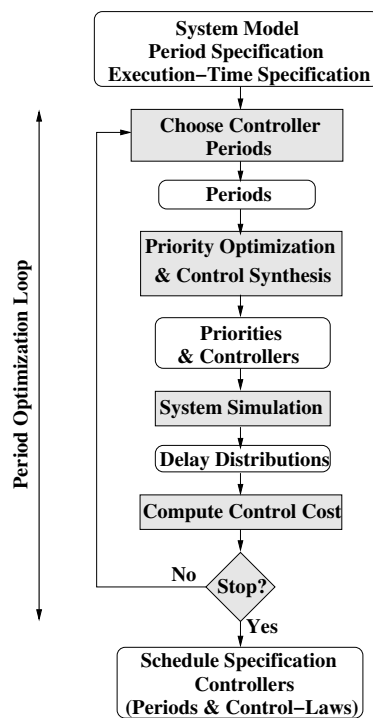 System Model
Period Specification
Execution−Time Specification
Choose Controller
Periods
Periods
Priority Optimization
& Control Synthesis
Priorities
& Controllers
System Simulation
Delay Distributions
Compute Control Cost
No
Stop?
Yes
Schedule Specification
Controllers
(Periods & Control−Laws)
Period Optimization Loop